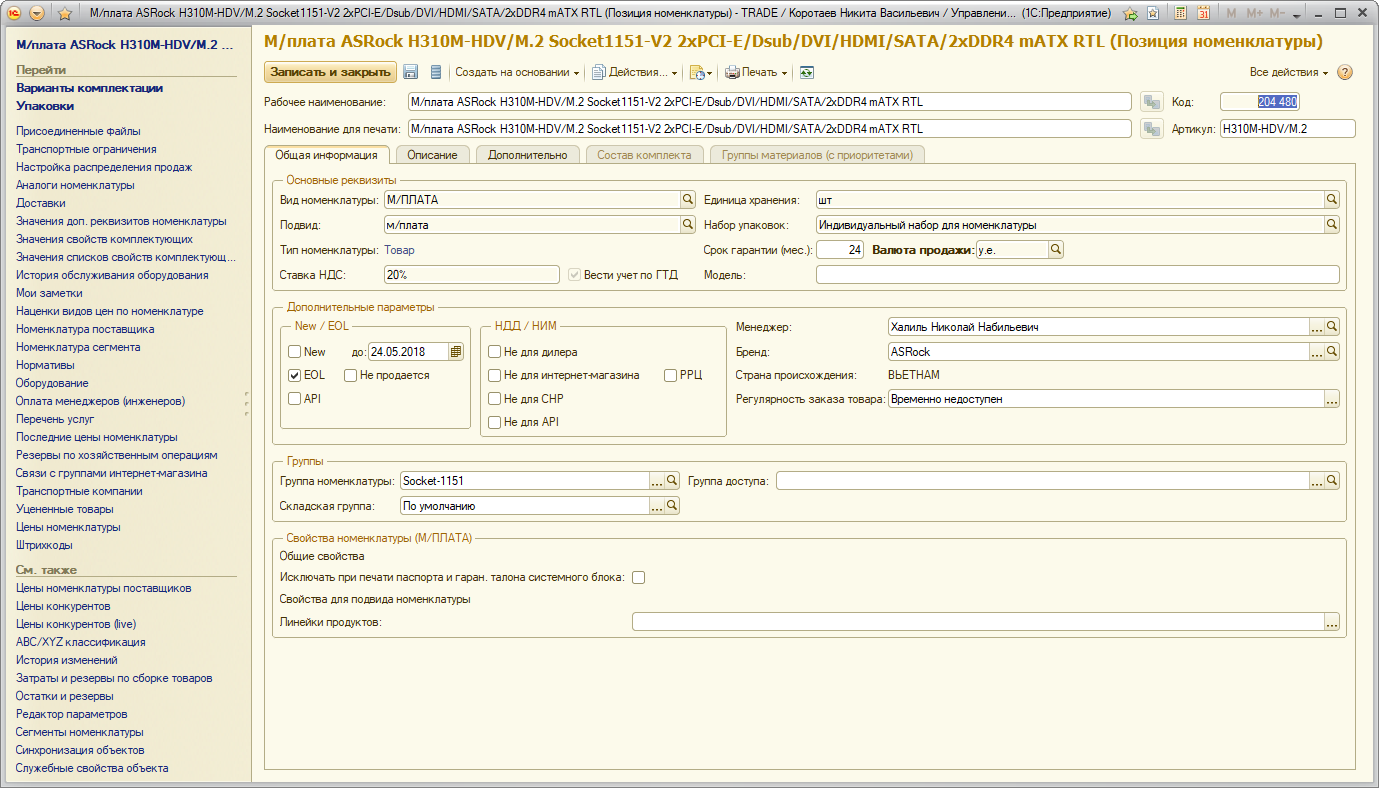 М/плата ASRock H310M-HDV/M.2 Socket1151-V2 2xPCI-E/Dsub/DVI/HDMI/SATA/2xDDR4 mATX RTL (Позиция номенклатуры) - TRADE / Коротаев Никита Васильевич / Управлени... (1С:Предприятие) M M+ M-
М/плата ASRock H310M-HDV/M.2 ...
Перейти
Варианты комплектации
Упаковки
Присоединенные файлы
Транспортные ограничения
Настройка распределения продаж
Аналоги номенклатуры
Доставки
Значения доп. реквизитов номенклатуры
Значения свойств комплектующих
Значения списков свойств комплектующ...
История обслуживания оборудования
Мои заметки
Наценки видов цен по номенклатуре
Номенклатура поставщика
Номенклатура сегмента
Нормативы
Оборудование
Оплата менеджеров (инженеров)
Перечень услуг
Последние цены номенклатуры
Резервы по хозяйственным операциям
Связи с группами интернет-магазина
Транспортные компании
Уцененные товары
Цены номенклатуры
Штрихкоды
См. также
Цены номенклатуры поставщиков
Цены конкурентов
Цены конкурентов (live)
ABC/XYZ классификация
История изменений
Затраты и резервы по сборке товаров
Остатки и резервы
Редактор параметров
Сегменты номенклатуры
Синхронизация объектов
Служебные свойства объекта
М/плата ASRock H310M-HDV/M.2 Socket1151-V2 2xPCI-E/Dsub/DVI/HDMI/SATA/2xDDR4 mATX RTL (Позиция номенклатуры)
Записать и закрыть Создать на основании Действия... Печать Все действия
Рабочее наименование: М/плата ASRock H310M-HDV/M.2 Socket1151-V2 2xPCI-E/Dsub/DVI/HDMI/SATA/2xDDR4 mATX RTL Код: 204 480
Наименование для печати: М/плата ASRock H310M-HDV/M.2 Socket1151-V2 2xPCI-E/Dsub/DVI/HDMI/SATA/2xDDR4 mATX RTL Артикул: H310M-HDV/M.2
Общая информация Описание Дополнительно Состав комплекта Группы материалов (с приоритетами)
Основные реквизиты
Вид номенклатуры: М/ПЛАТА Единица хранения: шт
Подвид: м/плата Набор упаковок: Индивидуальный набор для номенклатуры
Тип номенклатуры: Товар Срок гарантии (мес.): 24 Валюта продажи: у.е.
Ставка НДС: 20% Вести учет по ГТД Модель:
Дополнительные параметры
New / EOL НДД / НИМ
Менеджер: Халиль Николай Набильевич
New до: 24.05.2018 Не для дилера Бренд: ASRock
EOL Не продается Не для интернет-магазина РРЦ Страна происхождения: ВЬЕТНАМ
API Не для СНР Регулярность заказа товара: Временно недоступен
Не для API
Группы
Группа номенклатуры: Socket-1151 Группа доступа:
Складская группа: По умолчанию
Свойства номенклатуры (М/ПЛАТА)
Общие свойства
Исключать при печати паспорта и гаран. талона системного блока:
Свойства для подвида номенклатуры
Линейки продуктов: